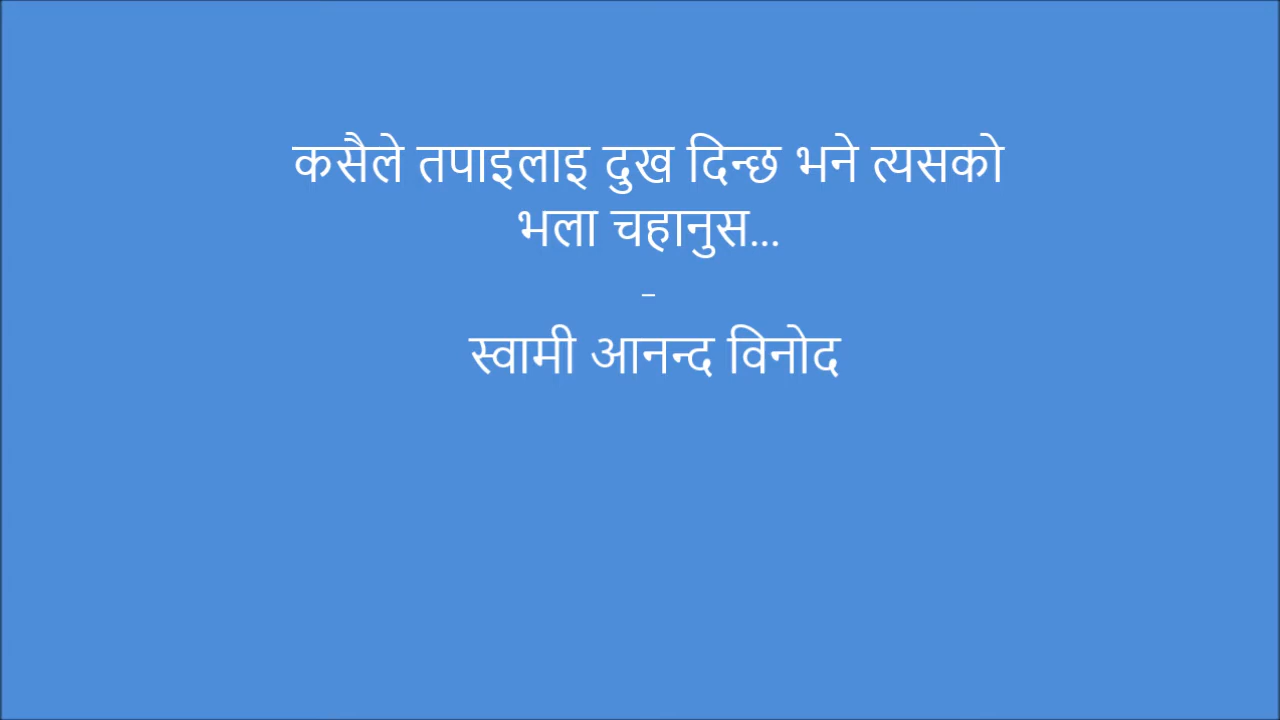 कसैले तपाइलाइ दुख दिन्छ भने त्यसको
भला चहानुस...
-
स्वामी आनन्द विनोद